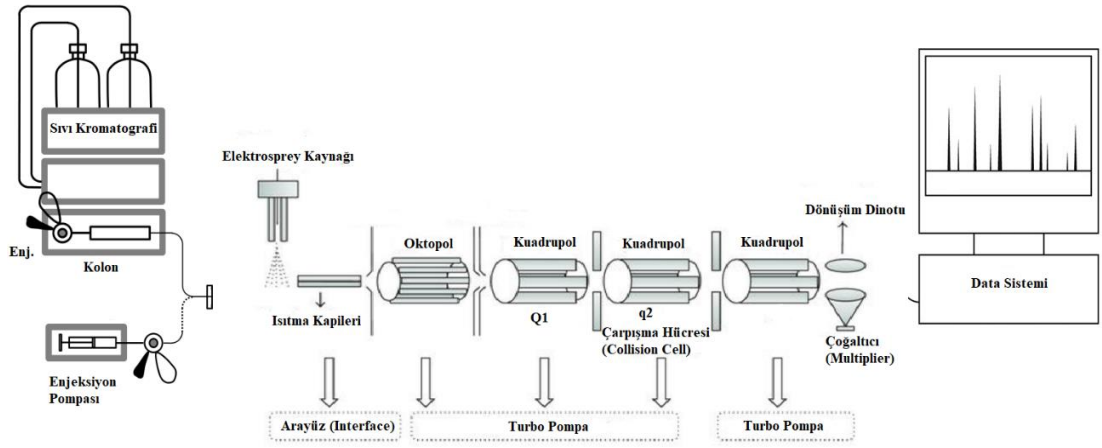 Sıvı Kromatografi
Enj.
Kolon
Enjeksiyon
Pompası
Elektrosprey Kaynağı
Isıtma Kapileri
Oktopol
Kuadrupol
Q1
Kuadrupol
q2
Çarpışma Hücresi
(Collision Cell)
Kuadrupol
Dönüşüm Dinotu
Çoğaltıcı
(Multiplier)
Data Sistemi
Arayüz (Interface)
Turbo Pompa
Turbo Pompa